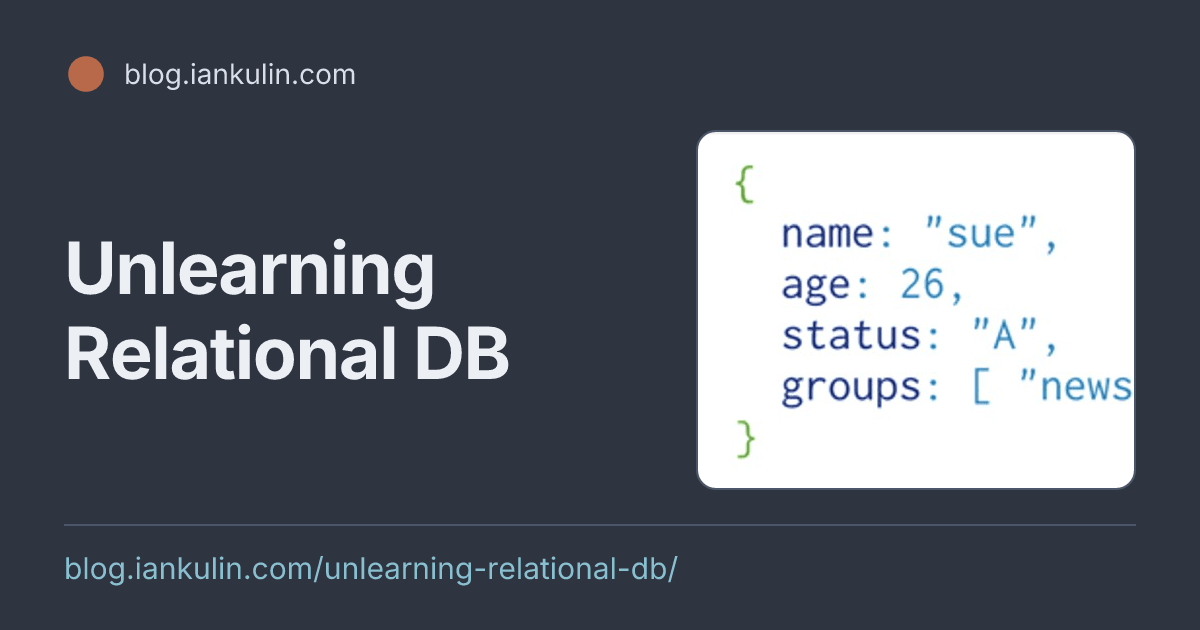 blog.iankulin.com
Unlearning
Relational DB
{
name: "sue",
age: 26,
status: "A",
groups: [ "news
}
blog.iankulin.com/unlearning-relational-db/